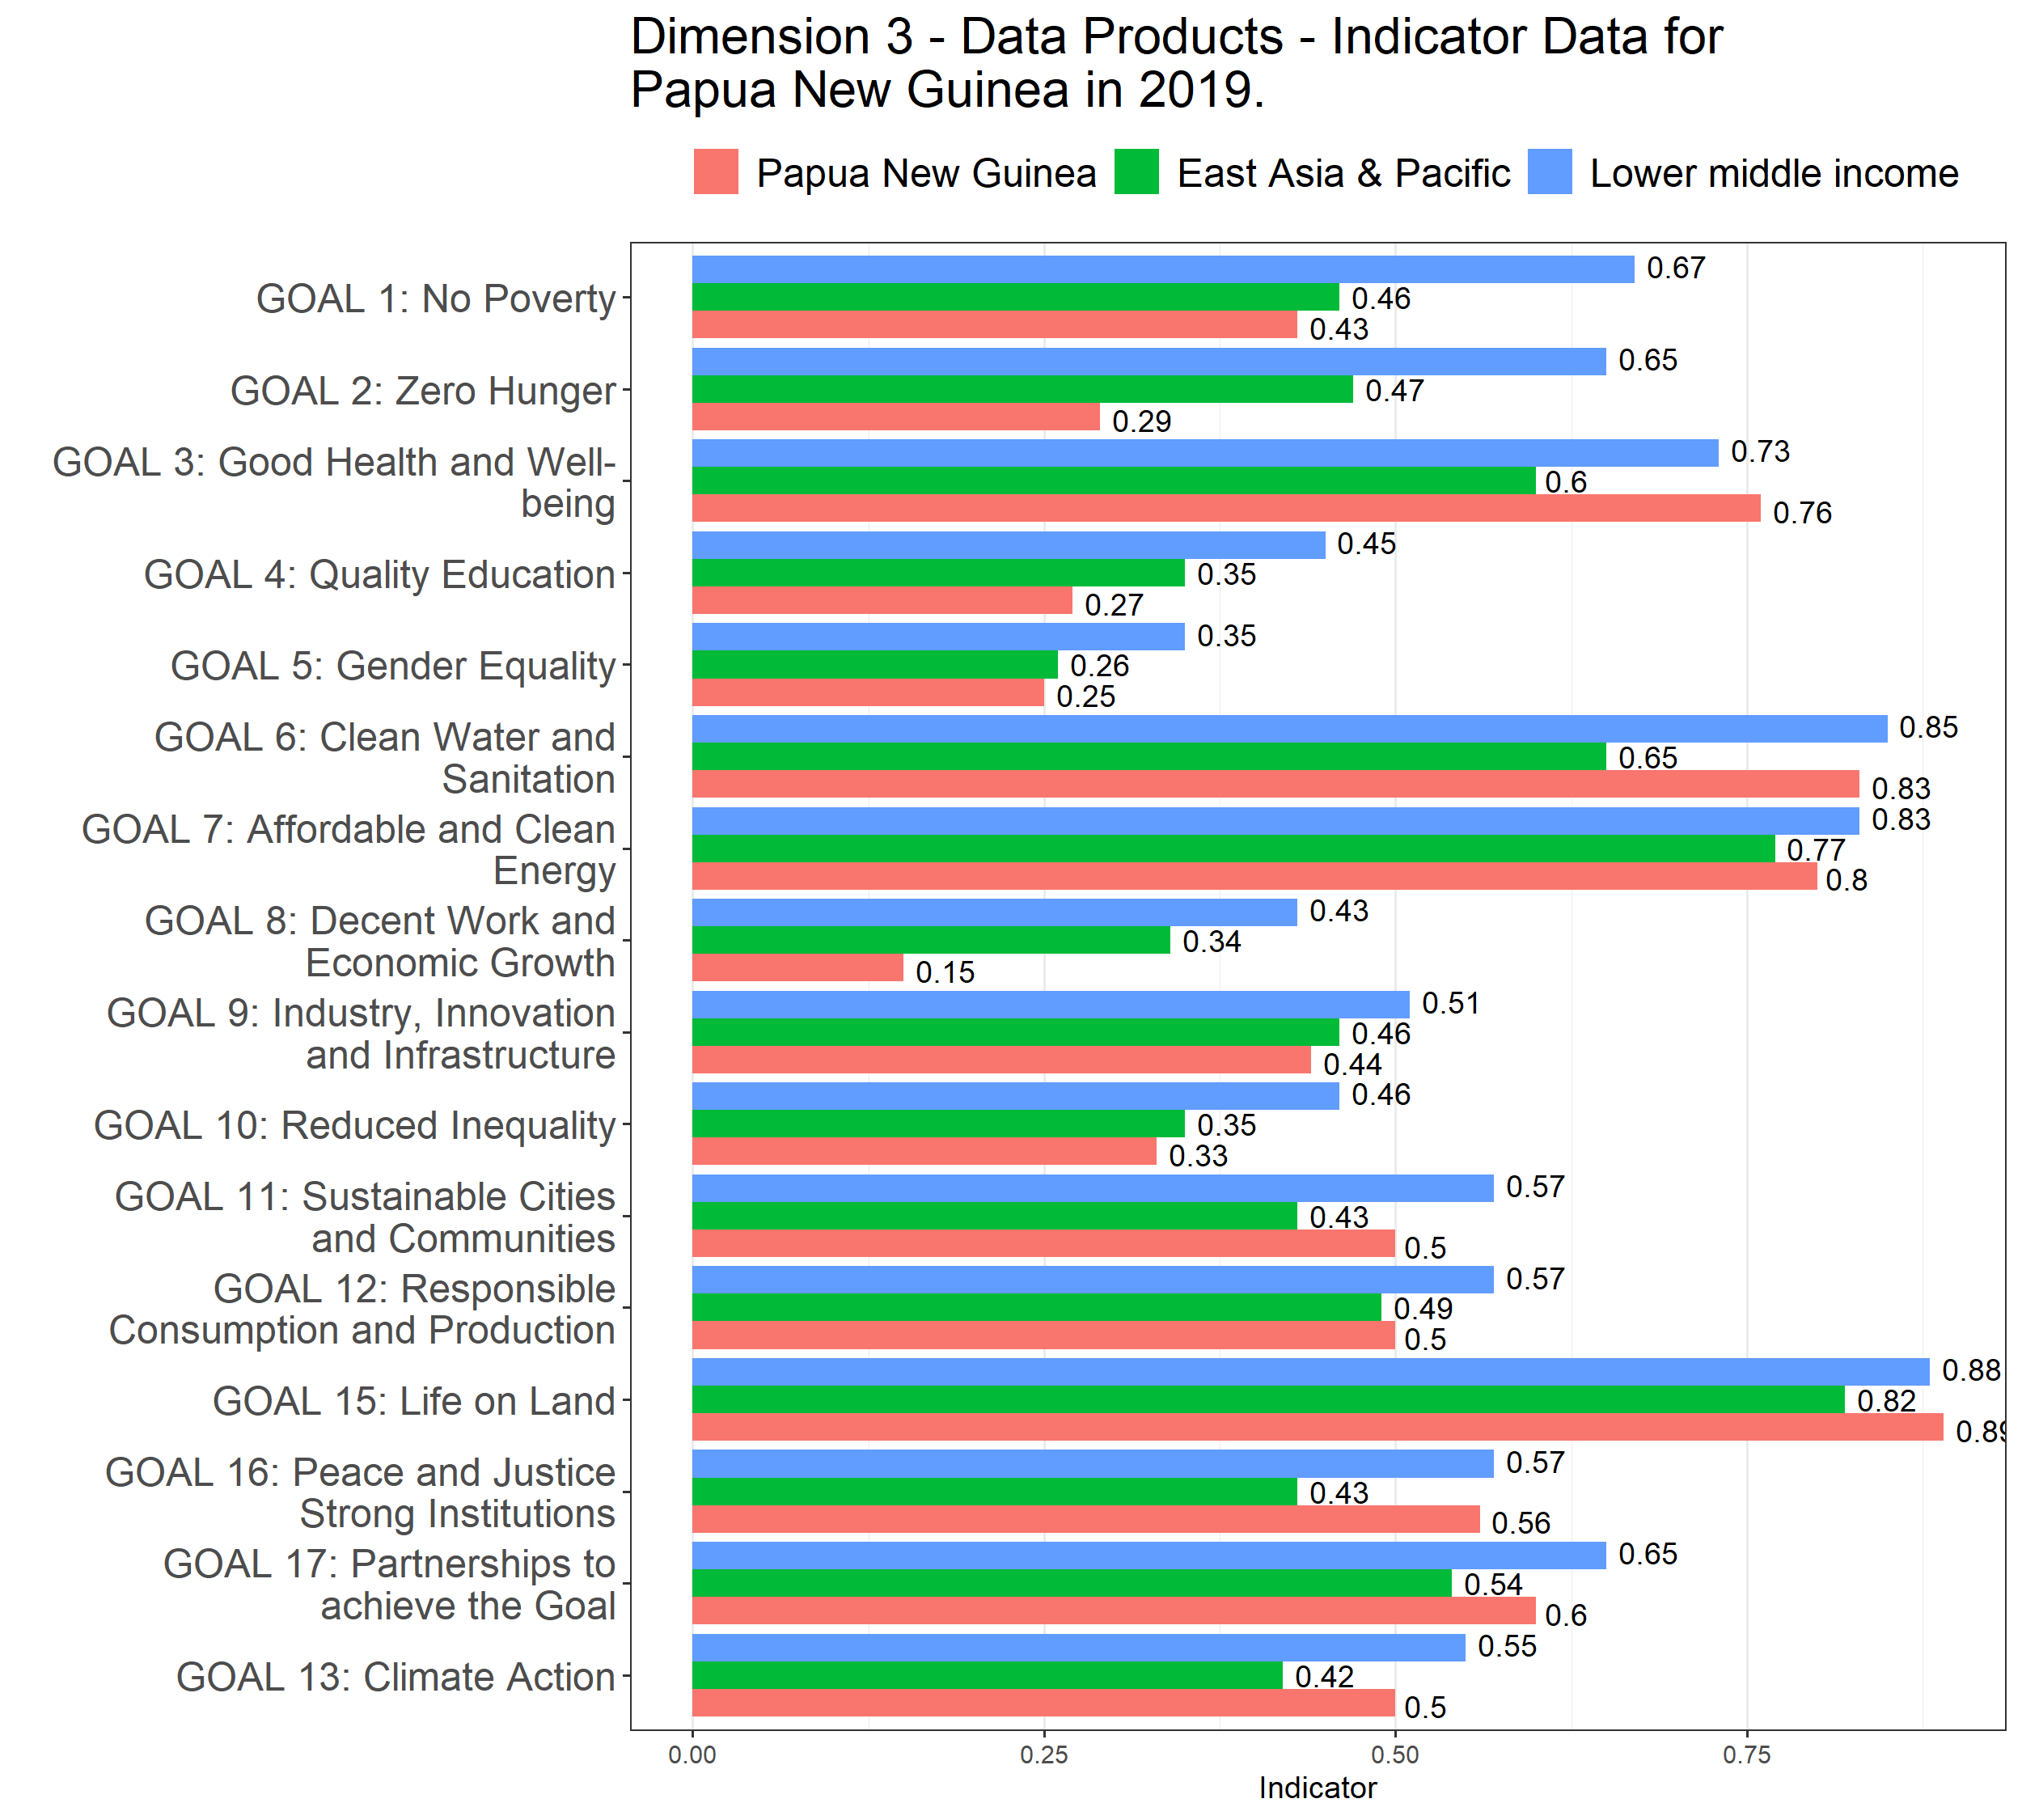 Dimension 3 - Data Products - Indicator Data for
Papua New Guinea in 2019.
Papua New Guinea East Asia & Pacific Lower middle income
GOAL 1: No Poverty
0.67
0.46
0.43
GOAL 2: Zero Hunger
0.65
0.47
0.29
GOAL 3: Good Health and Well-
being
0.73
0.6
0.76
GOAL 4: Quality Education
0.45
0.35
0.27
GOAL 5: Gender Equality
0.35
0.26
0.25
GOAL 6: Clean Water and
Sanitation
0.85
0.65
0.83
GOAL 7: Affordable and Clean
Energy
0.83
0.77
0.8
GOAL 8: Decent Work and
Economic Growth
0.43
0.34
0.15
GOAL 9: Industry, Innovation
and Infrastructure
0.51
0.46
0.44
GOAL 10: Reduced Inequality
0.46
0.35
0.33
GOAL 11: Sustainable Cities
and Communities
0.57
0.43
0.5
GOAL 12: Responsible
Consumption and Production
0.57
0.49
0.5
GOAL 15: Life on Land
0.88
0.82
0.89
GOAL 16: Peace and Justice
Strong Institutions
0.57
0.43
0.56
GOAL 17: Partnerships to
achieve the Goal
0.65
0.54
0.6
GOAL 13: Climate Action
0.55
0.42
0.5
0.00 0.25 0.50 0.75
Indicator